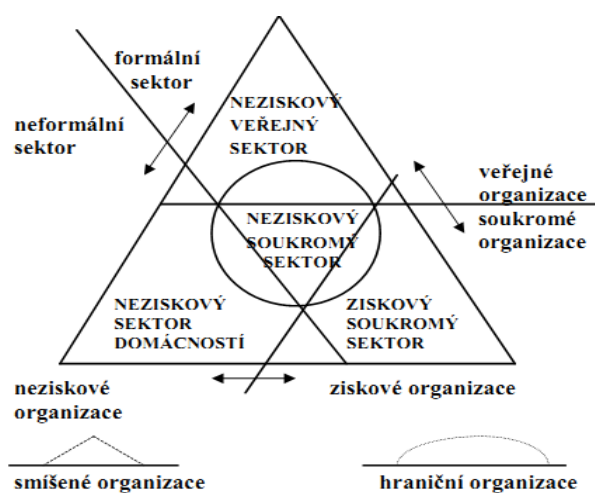 formální
sektor
neformální
sektor
NEZISKOVÝ
VEŘEJNÝ
SEKTOR
veřejné
organizace
soukromé
organizace
NEZISKOVÝ
SOUKROMÝ
SEKTOR
NEZISKOVÝ
SEKTOR
DOMÁCNOSTÍ
ZISKOVÝ
SOUKROMÝ
SEKTOR
neziskové
organizace
ziskové organizace
smíšené organizace
hraniční organizace